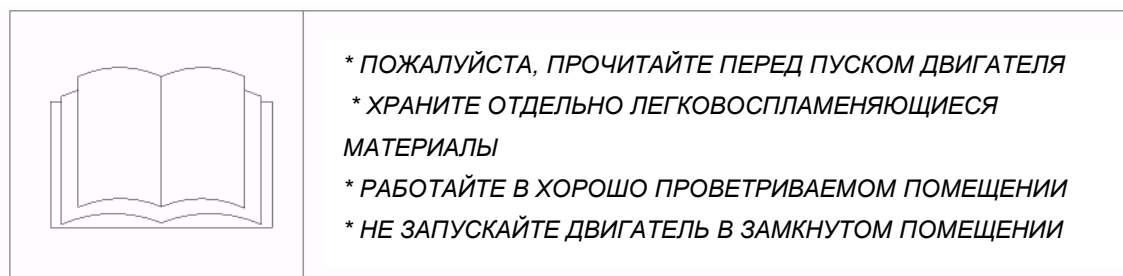 * ПОЖАЛУЙСТА, ПРОЧИТАЙТЕ ПЕРЕД ПУСКОМ ДВИГАТЕЛЯ
* ХРАНИТЕ ОТДЕЛЬНО ЛЕГКОВОСПЛАМЕНЯЮЩИЕСЯ
МАТЕРИАЛЫ
* РАБОТАЙТЕ В ХОРОШО ПРОВЕТРИВАЕМОМ ПОМЕЩЕНИИ
* НЕ ЗАПУСКАЙТЕ ДВИГАТЕЛЬ В ЗАМКНУТОМ ПОМЕЩЕНИИ